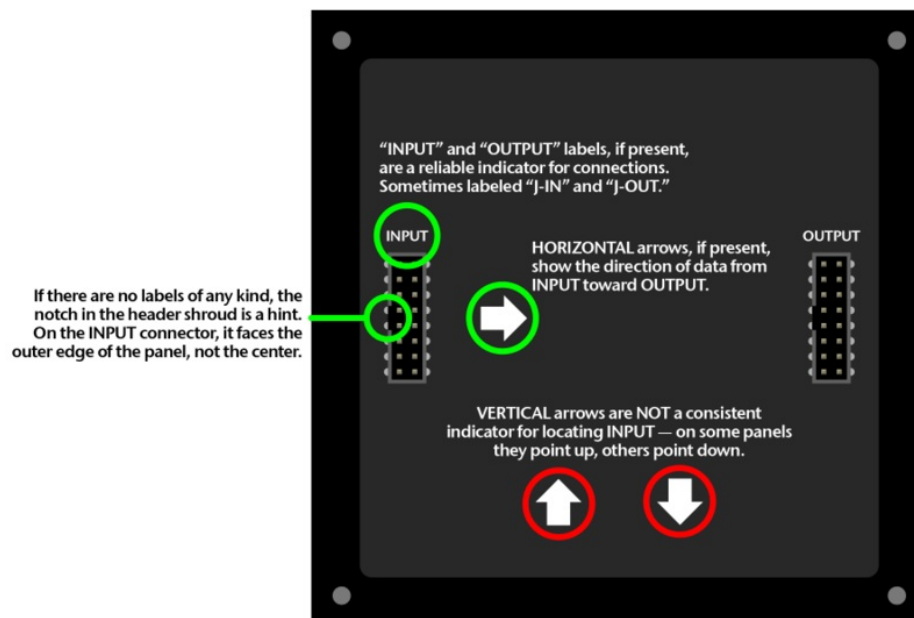 “INPUT” and “OUTPUT” labels, if present,
are a reliable indicator for connections.
Sometimes labeled “J-IN” and “J-OUT.”
INPUT
OUTPUT
HORIZONTAL arrows, if present,
show the direction of data from
INPUT toward OUTPUT.
If there are no labels of any kind, the
notch in the header shroud is a hint.
On the INPUT connector, it faces the
outer edge of the panel, not the center.
VERTICAL arrows are NOT a consistent
indicator for locating INPUT — on some panels
they point up, others point down.